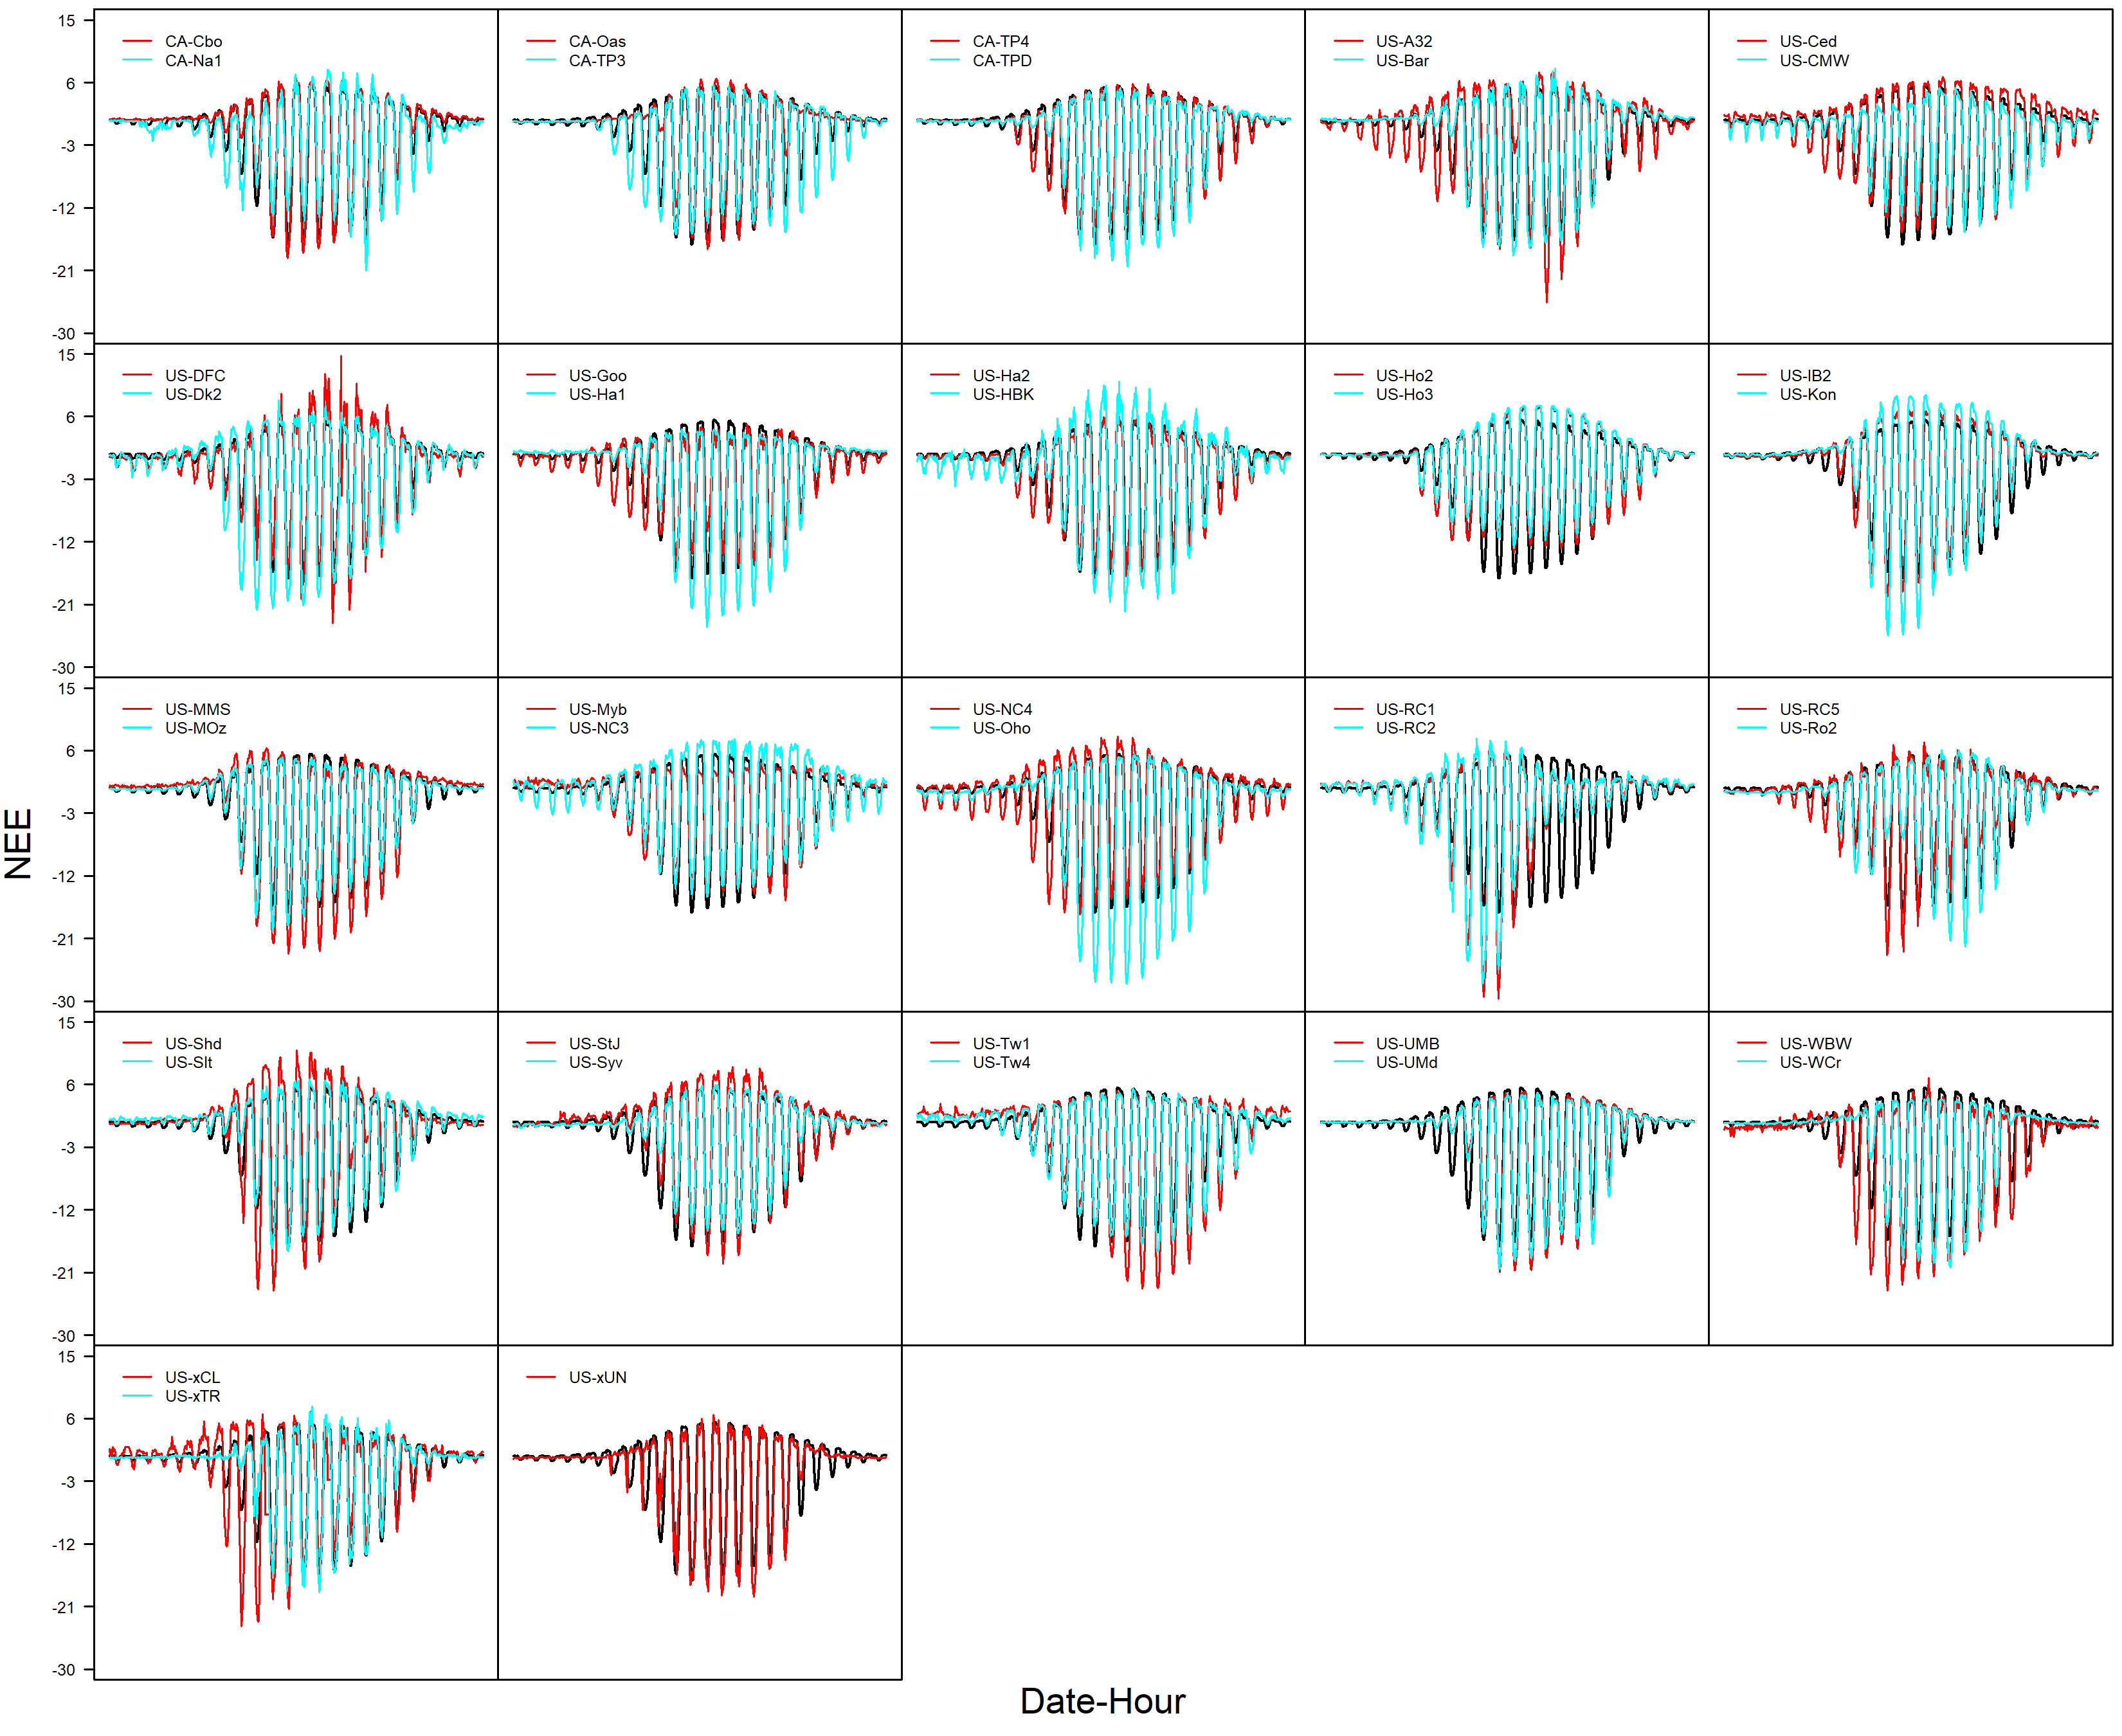 15
6
-3
-12
-21
-30
CA-Cbo
CA-Na1
CA-Oas
CA-TP3
CA-TP4
CA-TPD
US-A32
US-Bar
US-Ced
US-CMW
15
6
-3
-12
-21
-30
US-DFC
US-Dk2
US-Goo
US-Ha1
US-Ha2
US-HBK
US-Ho2
US-Ho3
US-IB2
US-Kon
NEE
15
6
-3
-12
-21
-30
US-MMS
US-MOz
US-Myb
US-NC3
US-NC4
US-Oho
US-RC1
US-RC2
US-RC5
US-Ro2
15
6
-3
-12
-21
-30
US-Shd
US-Slt
US-StJ
US-Syv
US-Tw1
US-Tw4
US-UMB
US-UMd
US-WBW
US-WCr
15
6
-3
-12
-21
-30
US-xCL
US-xTR
US-xUN
Date-Hour